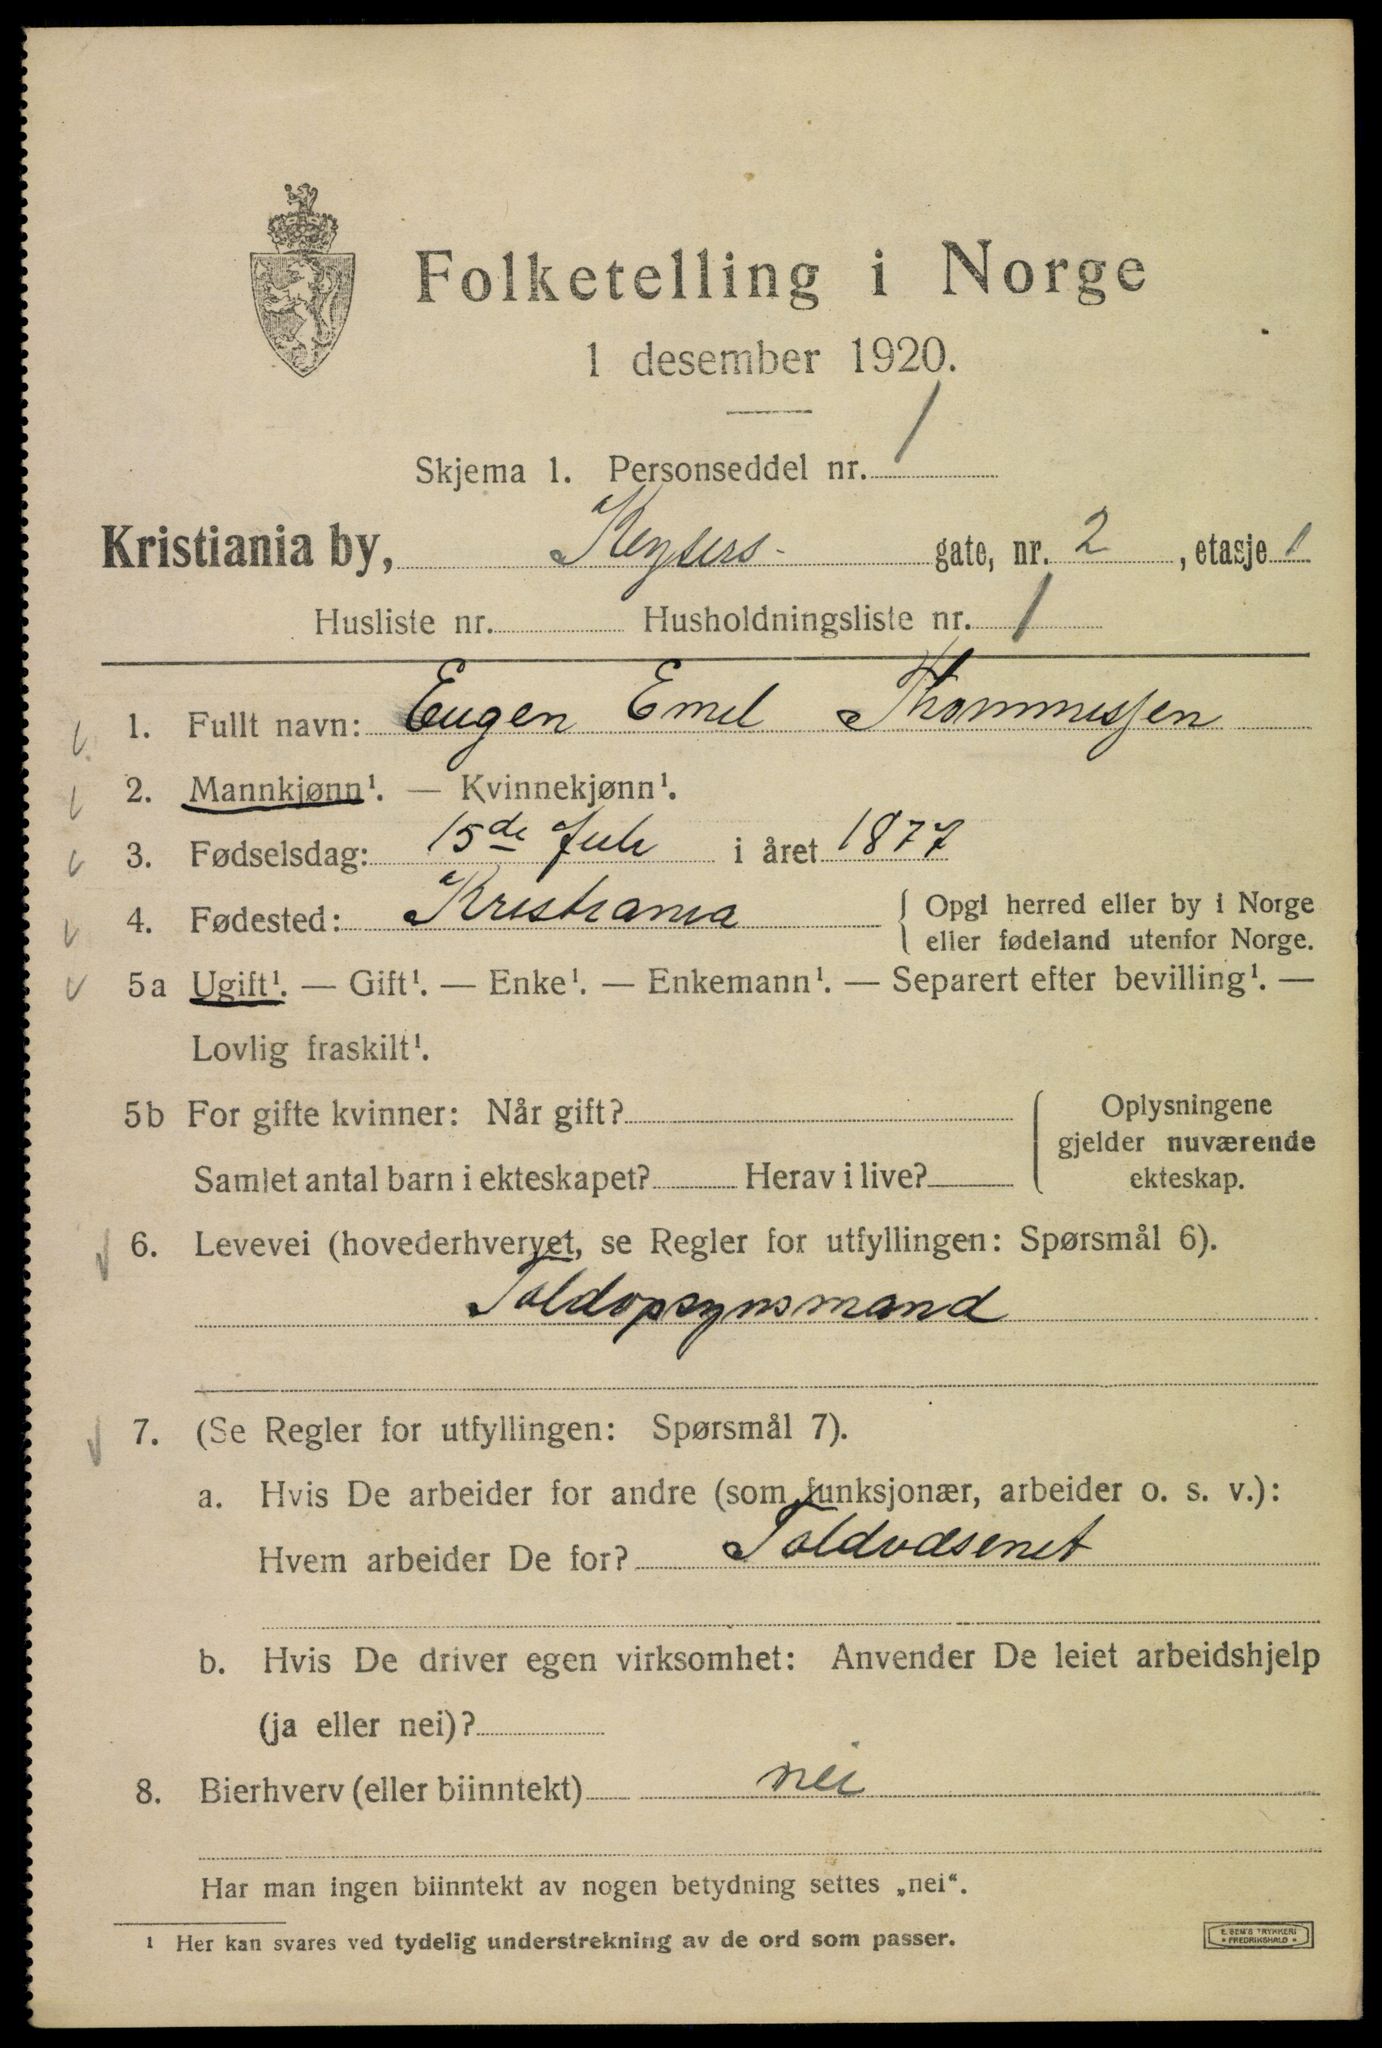 Folketelling i Norge
1 desember 1920.
Skjema 1. Personseddel nr. 1
Kristiania by, Keysers- gate, nr. 2, etasje 1
Husliste nr. Husholdningsliste nr. 1
1. Fullt navn: Eugen Emil Thommessen
2. Mannkjønn¹. — Kvinnekjønn¹.
3. Fødselsdag: 15de Juli i året 1877
4. Fødested: Kristiania { Opgi herred eller by i Norge
eller fødeland utenfor Norge.
5a Ugift¹. — Gift¹. — Enke¹. — Enkemann¹. — Separert efter bevilling¹. —
Lovlig fraskilt¹.
5b For gifte kvinner: Når gift? { Oplysningene
gjelder nuværende
Samlet antal barn i ekteskapet? Herav i live? ekteskap.
6. Levevei (hovederhvervet, se Regler for utfyllingen: Spørsmål 6).
Toldopsynsmand
7. (Se Regler for utfyllingen: Spørsmål 7).
a. Hvis De arbeider for andre (som funksjonær, arbeider o. s. v.):
Hvem arbeider De for? Toldvæsenet
b. Hvis De driver egen virksomhet: Anvender De leiet arbeidshjelp
(ja eller nei)?
8. Bierhverv (eller biinntekt) nei
Har man ingen biinntekt av nogen betydning settes „nei“.
¹ Her kan svares ved tydelig understrekning av de ord som passer.
E. SEM'S TRYKKERI
* FREDRIKSHALD *